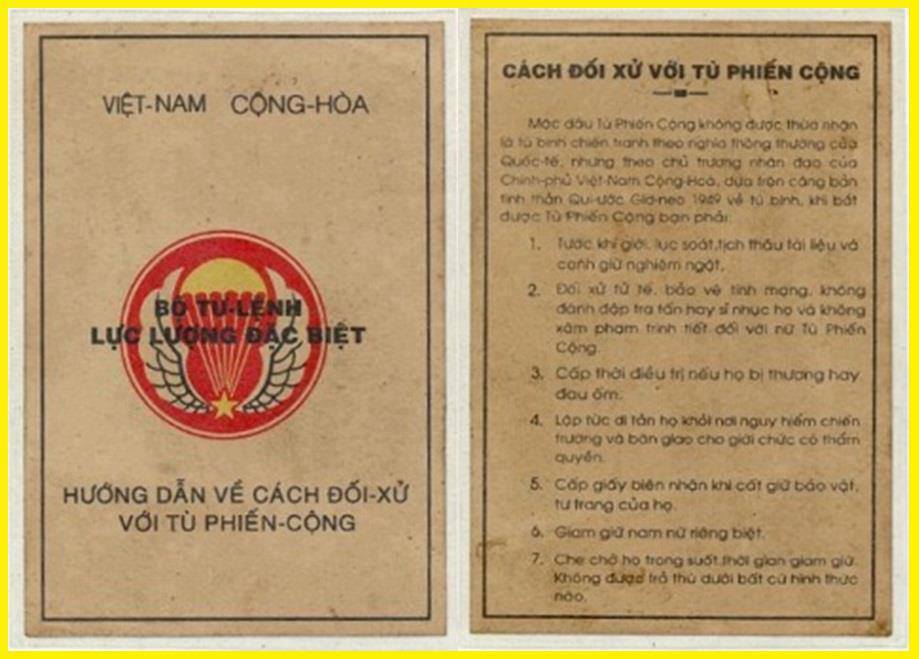 VIỆT-NAM CỘNG-HÒA
BỘ TƯ-LỆNH
LỰC LƯỢNG ĐẶC BIỆT
HƯỚNG DẪN VỀ CÁCH ĐỐI-XỬ
VỚI TÙ PHIẾN-CỘNG
CÁCH ĐỐI XỬ VỚI TÙ PHIẾN CỘNG
Mặc dầu Tù Phiến Cộng không được thừa nhận
là tù binh chiến tranh theo nghĩa thông thường của
Quốc-tế, nhưng theo chủ trương nhân đạo của
Chính-phủ Việt-Nam Cộng-Hoà, dựa trên căng bản
tinh thần Qui-ước Giơ-neo 1949 về tù binh, khi bắt
được Tù Phiến Cộng bạn phải:
1. Tước khí giới, lục soát, tịch thâu tài liệu và
canh giữ nghiêm ngặt.
2. Đối xử tử tế, bảo vệ tính mạng, không
đánh đập tra tấn hay sỉ nhục họ và không
xâm phạm trinh tiết đối với nữ Tù Phiến
Cộng.
3. Cấp thời điều trị nếu họ bị thương hay
đau ốm.
4. Lập tức di tản họ khỏi nơi nguy hiểm chiến
trường và bàn giao cho giới chức có thẩm
quyền.
5. Cấp giấy biên nhận khi cất giữ bảo vật,
tư trang của họ.
6. Giam giữ nam nữ riêng biệt.
7. Che chở họ trong suốt thời gian giam giữ.
Không được trả thù dưới bất cứ hình thức
nào.